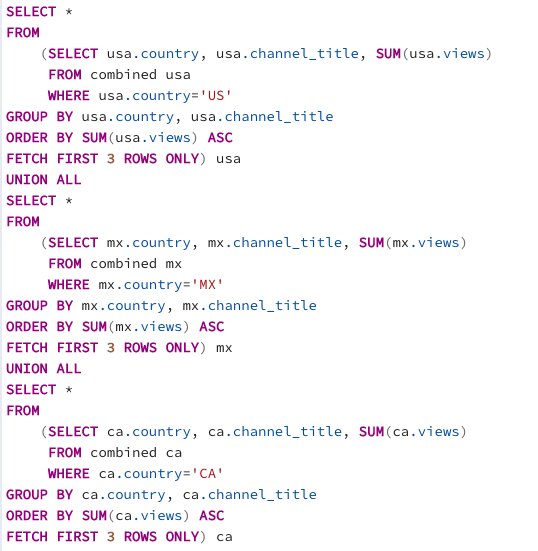 SELECT *
FROM
    (SELECT usa.country, usa.channel_title, SUM(usa.views)
     FROM combined usa
     WHERE usa.country='US'
GROUP BY usa.country, usa.channel_title
ORDER BY SUM(usa.views) ASC
FETCH FIRST 3 ROWS ONLY) usa
UNION ALL
SELECT *
FROM
    (SELECT mx.country, mx.channel_title, SUM(mx.views)
     FROM combined mx
     WHERE mx.country='MX'
GROUP BY mx.country, mx.channel_title
ORDER BY SUM(mx.views) ASC
FETCH FIRST 3 ROWS ONLY) mx
UNION ALL
SELECT *
FROM
    (SELECT ca.country, ca.channel_title, SUM(ca.views)
     FROM combined ca
     WHERE ca.country='CA'
GROUP BY ca.country, ca.channel_title
ORDER BY SUM(ca.views) ASC
FETCH FIRST 3 ROWS ONLY) ca